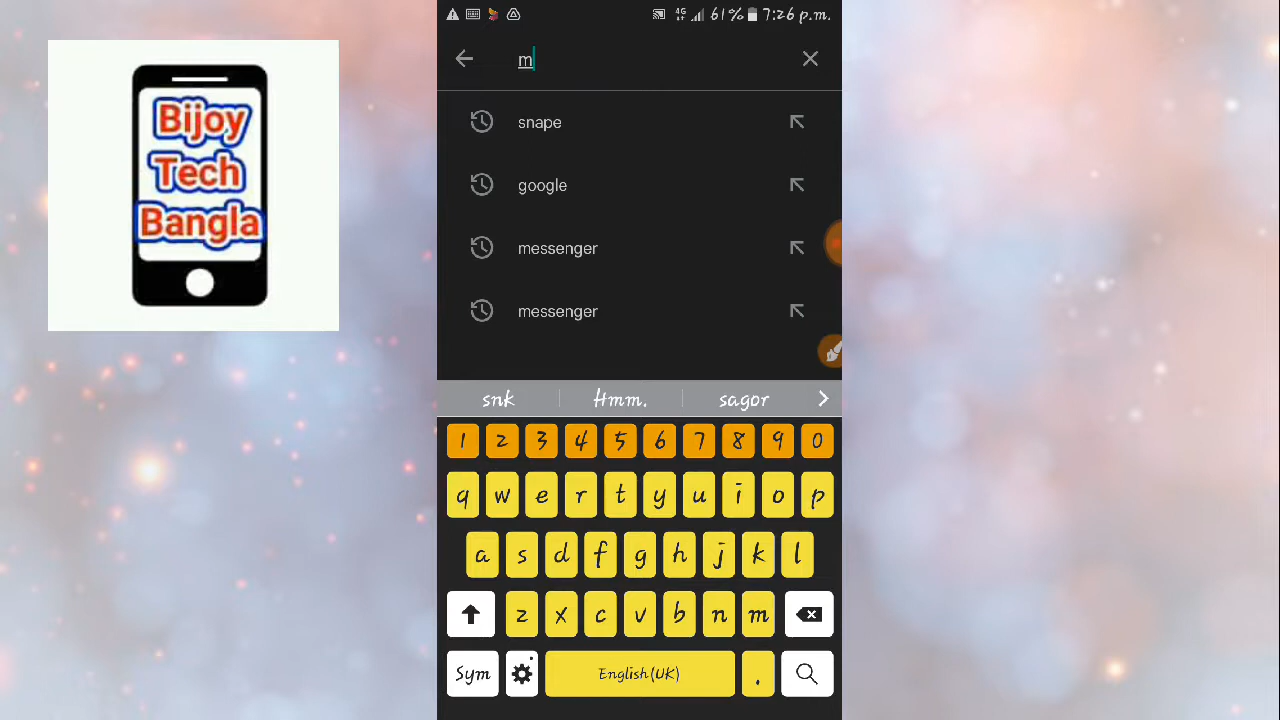 Bijoy
Tech
Bangla
4G 61% 7:26 p.m.
m
snape
google
messenger
messenger
snk Hmm. sagor
1 2 3 4 5 6 7 8 9 0
q w e r t y u i o p
a s d f g h j k l
z x c v b n m
Sym English(UK) .